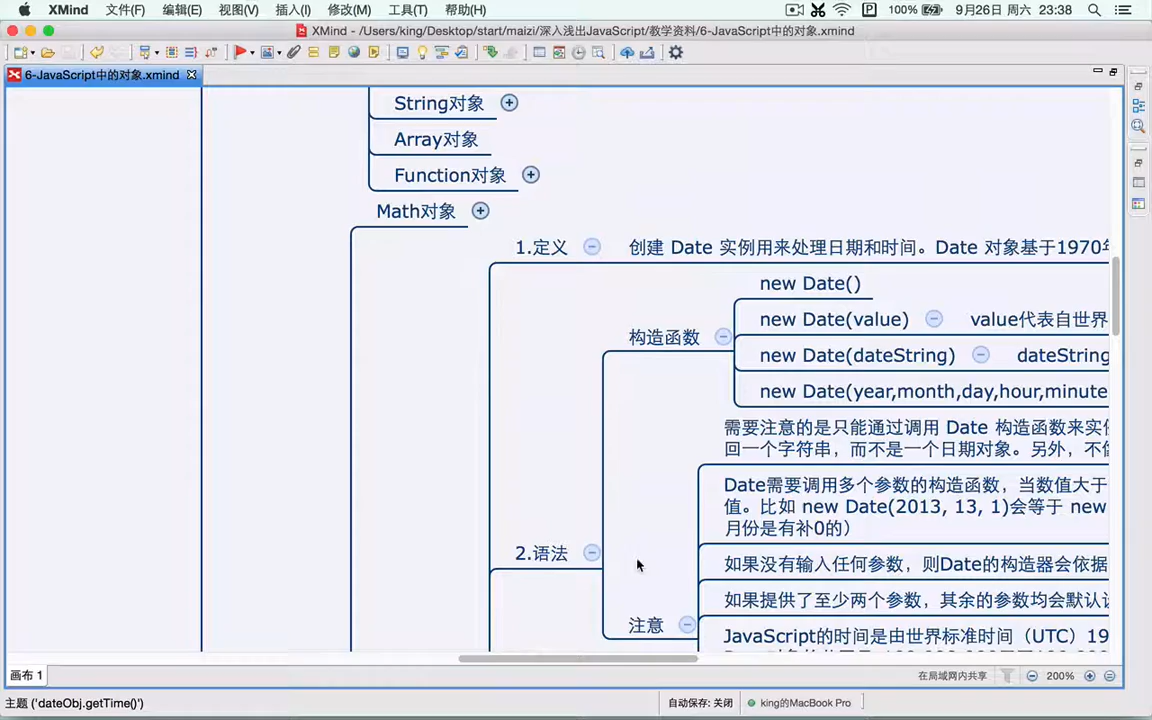 XMind 文件(F) 编辑(E) 视图(V) 插入(I) 修改(M) 工具(T) 帮助(H) 100% 9月26日 周六 23:38
XMind - /Users/king/Desktop/start/maizi/深入浅出JavaScript/教学资料/6-JavaScript中的对象.xmind
6-JavaScript中的对象.xmind
String对象
Array对象
Function对象
Math对象
1.定义 创建 Date 实例用来处理日期和时间。Date 对象基于1970年
new Date()
new Date(value) value代表自世界
构造函数
new Date(dateString) dateString
new Date(year,month,day,hour,minute
需要注意的是只能通过调用 Date 构造函数来实例
回一个字符串，而不是一个日期对象。另外，不像
Date需要调用多个参数的构造函数，当数值大于
值。比如 new Date(2013, 13, 1)会等于 new
月份是有补0的）
2.语法
如果没有输入任何参数，则Date的构造器会依据
如果提供了至少两个参数，其余的参数均会默认设
注意
JavaScript的时间是由世界标准时间（UTC）19
画布 1
在局域网内共享 200%
主题 ('dateObj.getTime()') 自动保存: 关闭 king的MacBook Pro